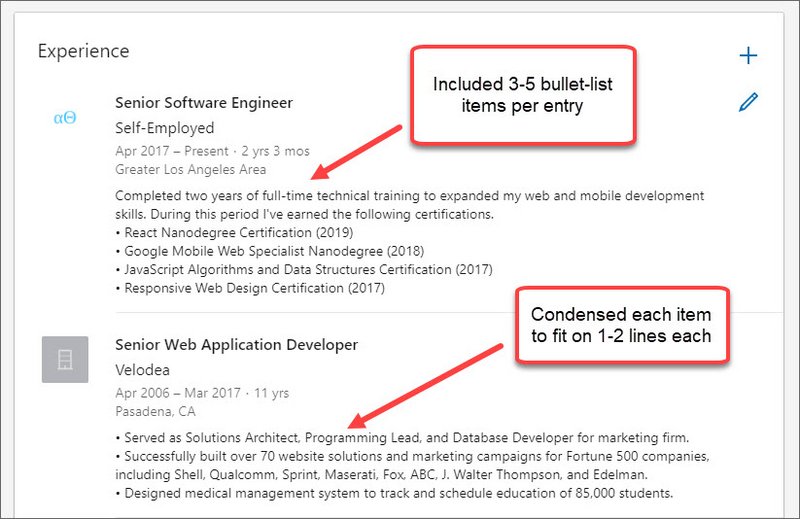 Experience
Included 3-5 bullet-list
items per entry
αΘ
Senior Software Engineer
Self-Employed
Apr 2017 – Present · 2 yrs 3 mos
Greater Los Angeles Area
Completed two years of full-time technical training to expanded my web and mobile development
skills. During this period I've earned the following certifications.
• React Nanodegree Certification (2019)
• Google Mobile Web Specialist Nanodegree (2018)
• JavaScript Algorithms and Data Structures Certification (2017)
• Responsive Web Design Certification (2017)
Condensed each item
to fit on 1-2 lines each
Senior Web Application Developer
Velodea
Apr 2006 – Mar 2017 · 11 yrs
Pasadena, CA
• Served as Solutions Architect, Programming Lead, and Database Developer for marketing firm.
• Successfully built over 70 website solutions and marketing campaigns for Fortune 500 companies,
including Shell, Qualcomm, Sprint, Maserati, Fox, ABC, J. Walter Thompson, and Edelman.
• Designed medical management system to track and schedule education of 85,000 students.